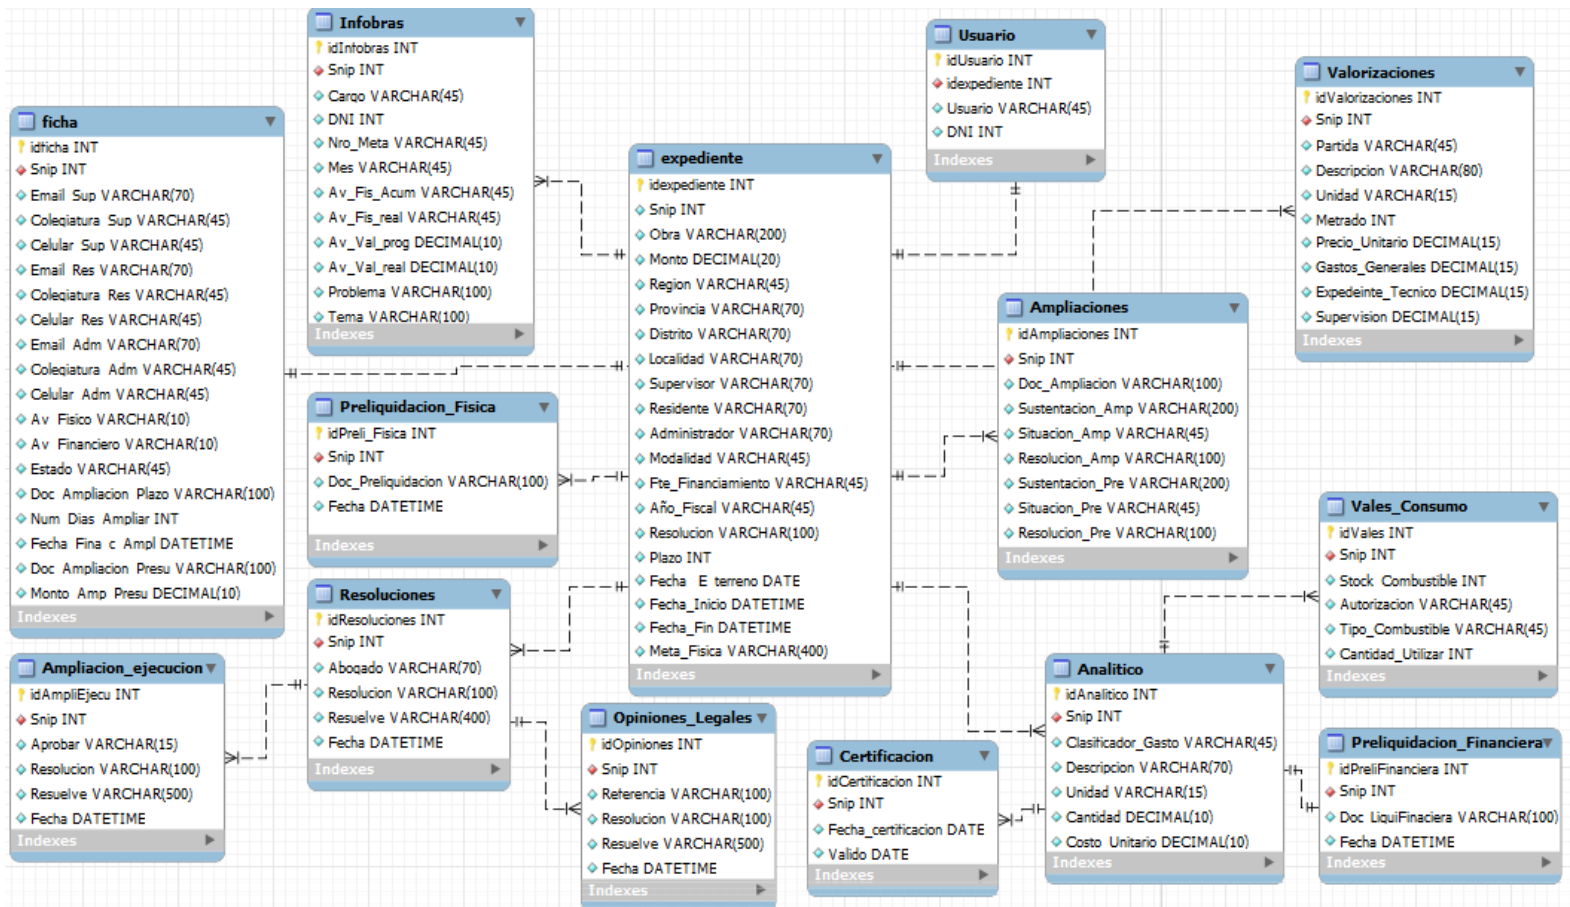 Infobras
idInfobras INT
Snip INT
Cargo VARCHAR(45)
DNI INT
Nro_Meta VARCHAR(45)
Mes VARCHAR(45)
Av_Fis_Acum VARCHAR(45)
Av_Fis_real VARCHAR(45)
Av_Val_prog DECIMAL(10)
Av_Val_real DECIMAL(10)
Problema VARCHAR(100)
Tema VARCHAR(100)
Indexes
Usuario
idUsuario INT
idexpediente INT
Usuario VARCHAR(45)
DNI INT
Indexes
Valorizaciones
idValorizaciones INT
Snip INT
Partida VARCHAR(45)
Descripcion VARCHAR(80)
Unidad VARCHAR(15)
Metrado INT
Precio_Unitario DECIMAL(15)
Gastos_Generales DECIMAL(15)
Expedeinte_Tecnico DECIMAL(15)
Supervision DECIMAL(15)
Indexes
ficha
idficha INT
Snip INT
Email_Sup VARCHAR(70)
Colegiatura_Sup VARCHAR(45)
Celular_Sup VARCHAR(45)
Email_Res VARCHAR(70)
Colegiatura_Res VARCHAR(45)
Celular_Res VARCHAR(45)
Email_Adm VARCHAR(70)
Colegiatura_Adm VARCHAR(45)
Celular_Adm VARCHAR(45)
Av_Fisico VARCHAR(10)
Av_Financiero VARCHAR(10)
Estado VARCHAR(45)
Doc_Ampliacion_Plazo VARCHAR(100)
Num_Dias_Ampliar INT
Fecha_Fina_c_Ampl DATETIME
Doc_Ampliacion_Presu VARCHAR(100)
Monto_Amp_Presu DECIMAL(10)
Indexes
expediente
idexpediente INT
Snip INT
Obra VARCHAR(200)
Monto DECIMAL(20)
Region VARCHAR(45)
Provincia VARCHAR(70)
Distrito VARCHAR(70)
Localidad VARCHAR(70)
Supervisor VARCHAR(70)
Residente VARCHAR(70)
Administrador VARCHAR(70)
Modalidad VARCHAR(45)
Fte_Financiamiento VARCHAR(45)
Año_Fiscal VARCHAR(45)
Resolucion VARCHAR(100)
Plazo INT
Fecha_E_terreno DATE
Fecha_Inicio DATETIME
Fecha_Fin DATETIME
Meta_Fisica VARCHAR(400)
Indexes
Ampliaciones
idAmpliaciones INT
Snip INT
Doc_Ampliacion VARCHAR(100)
Sustentacion_Amp VARCHAR(200)
Situacion_Amp VARCHAR(45)
Resolucion_Amp VARCHAR(100)
Sustentacion_Pre VARCHAR(200)
Situacion_Pre VARCHAR(45)
Resolucion_Pre VARCHAR(100)
Indexes
Preliquidacion_Fisica
idPreli_Fisica INT
Snip INT
Doc_Preliquidacion VARCHAR(100)
Fecha DATETIME
Indexes
Vales_Consumo
idVales INT
Snip INT
Stock_Combustible INT
Autorizacion VARCHAR(45)
Tipo_Combustible VARCHAR(45)
Cantidad_Utilizar INT
Indexes
Resoluciones
idResoluciones INT
Snip INT
Abogado VARCHAR(70)
Resolucion VARCHAR(100)
Resuelve VARCHAR(400)
Fecha DATETIME
Indexes
Ampliacion_ejecucion
idAmpliEjecu INT
Snip INT
Aprobar VARCHAR(15)
Resolucion VARCHAR(100)
Resuelve VARCHAR(500)
Fecha DATETIME
Indexes
Opiniones_Legales
idOpiniones INT
Snip INT
Referencia VARCHAR(100)
Resolucion VARCHAR(100)
Resuelve VARCHAR(500)
Fecha DATETIME
Indexes
Certificacion
idCertificacion INT
Snip INT
Fecha_certificacion DATE
Valido DATE
Indexes
Analitico
idAnalitico INT
Snip INT
Clasificador_Gasto VARCHAR(45)
Descripcion VARCHAR(70)
Unidad VARCHAR(15)
Cantidad DECIMAL(10)
Costo_Unitario DECIMAL(10)
Indexes
Preliquidacion_Financiera
idPreliFinanciera INT
Snip INT
Doc_LiquiFinaciera VARCHAR(100)
Fecha DATETIME
Indexes